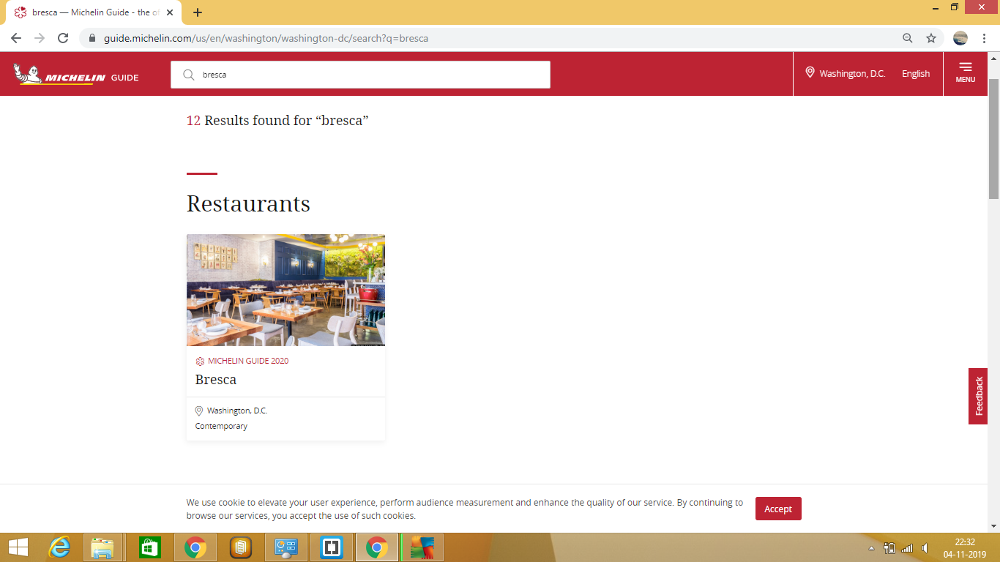 bresca — Michelin Guide - the of
guide.michelin.com/us/en/washington/washington-dc/search?q=bresca
MICHELIN GUIDE
bresca
Washington, D.C.
English
MENU
12 Results found for “bresca”
Restaurants
MICHELIN GUIDE 2020
Bresca
Washington, D.C.
Contemporary
Feedback
We use cookie to elevate your user experience, perform audience measurement and enhance the quality of our service. By continuing to
browse our services, you accept the use of such cookies.
Accept
22:32
04-11-2019